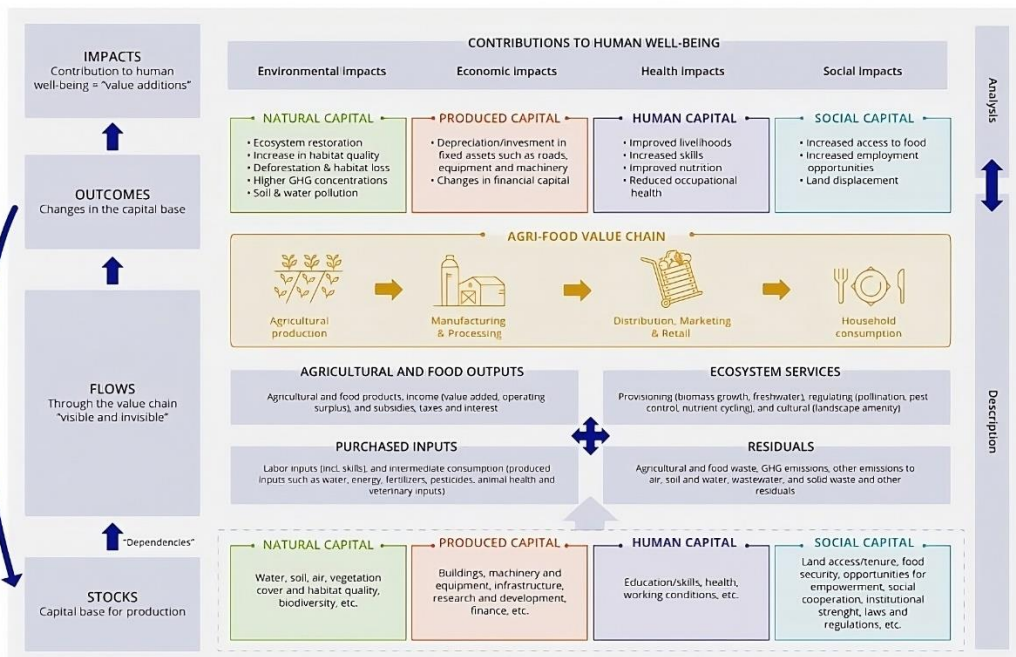 IMPACTS
Contribution to human
well-being = "value additions"
OUTCOMES
Changes in the capital base
FLOWS
Through the value chain
"visible and invisible"
"Dependencies"
STOCKS
Capital base for production
CONTRIBUTIONS TO HUMAN WELL-BEING
Environmental impacts
Economic impacts
Health impacts
Social impacts
NATURAL CAPITAL
• Ecosystem restoration
• Increase in habitat quality
• Deforestation & habitat loss
• Higher GHG concentrations
• Soil & water pollution
PRODUCED CAPITAL
• Depreciation/invesment in
fixed assets such as roads,
equipment and machinery
• Changes in financial capital
HUMAN CAPITAL
• Improved livelihoods
• Increased skills
• Improved nutrition
• Reduced occupational
health
SOCIAL CAPITAL
• Increased access to food
• Increased employment
opportunities
• Land displacement
AGRI-FOOD VALUE CHAIN
Agricultural
production
Manufacturing
& Processing
Distribution, Marketing
& Retail
Household
consumption
AGRICULTURAL AND FOOD OUTPUTS
Agricultural and food products, income (value added, operating
surplus), and subsidies, taxes and interest
ECOSYSTEM SERVICES
Provisioning (biomass growth, freshwater), regulating (pollination, pest
control, nutrient cycling), and cultural (landscape amenity)
PURCHASED INPUTS
Labor inputs (incl. skills), and intermediate consumption (produced
inputs such as water, energy, fertilizers, pesticides, animal health and
veterinary inputs)
RESIDUALS
Agricultural and food waste, GHG emissions, other emissions to
air, soil and water, wastewater, and solid waste and other
residuals
NATURAL CAPITAL
Water, soil, air, vegetation
cover and habitat quality,
biodiversity, etc.
PRODUCED CAPITAL
Buildings, machinery and
equipment, infrastructure,
research and development,
finance, etc.
HUMAN CAPITAL
Education/skills, health,
working conditions, etc.
SOCIAL CAPITAL
Land access/tenure, food
security, opportunities for
empowerment, social
cooperation, institutional
strenght, laws and
regulations, etc.
Analysis
Description